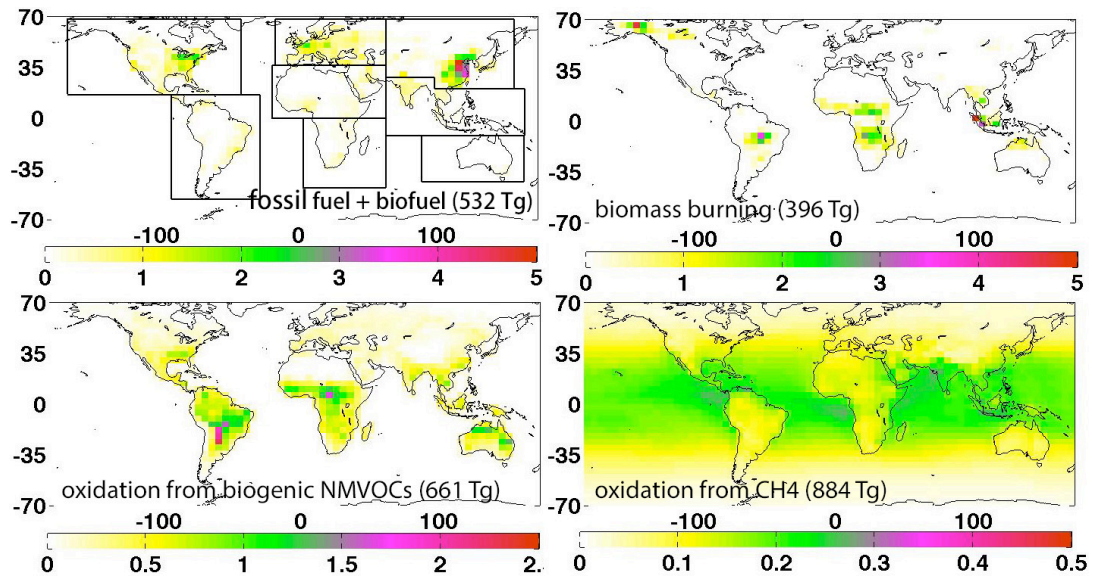 70
35
0
-35
-70
fossil fuel + biofuel (532 Tg)
-100 0 100
0 1 2 3 4 5
70
35
0
-35
-70
biomass burning (396 Tg)
-100 0 100
0 1 2 3 4 5
70
35
0
-35
-70
oxidation from biogenic NMVOCs (661 Tg)
-100 0 100
0 0.5 1 1.5 2 2.
70
35
0
-35
-70
oxidation from CH4 (884 Tg)
-100 0 100
0 0.1 0.2 0.3 0.4 0.5